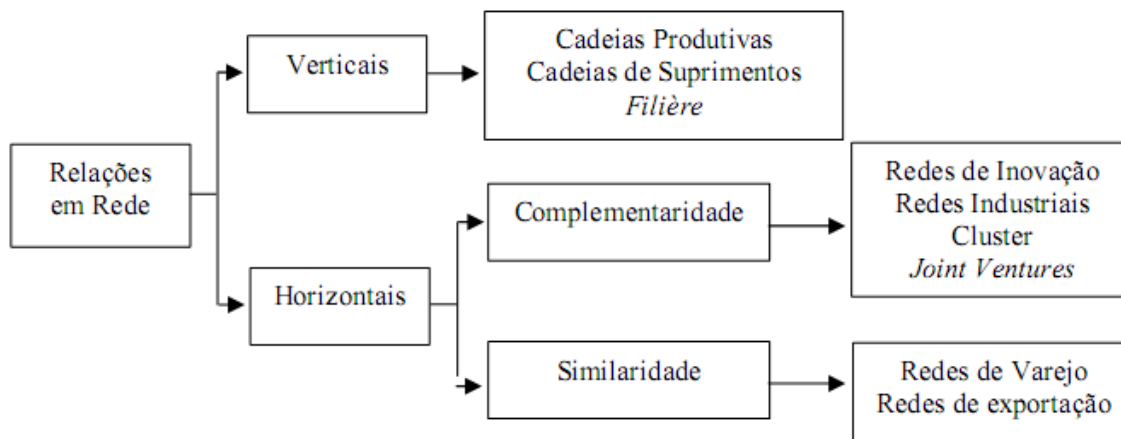 Relações
em Rede
Verticais
Cadeias Produtivas
Cadeias de Suprimentos
Filière
Horizontais
Complementaridade
Redes de Inovação
Redes Industriais
Cluster
Joint Ventures
Similaridade
Redes de Varejo
Redes de exportação